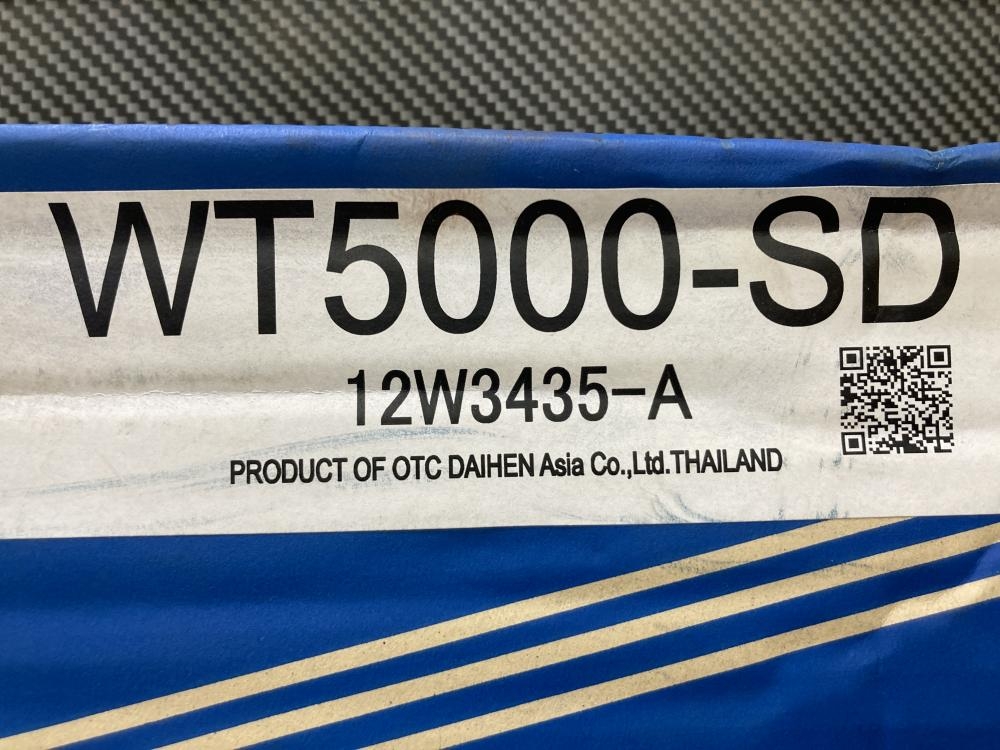 WT5000-SD
12W3435-A
PRODUCT OF OTC DAIHEN Asia Co.,Ltd.THAILAND